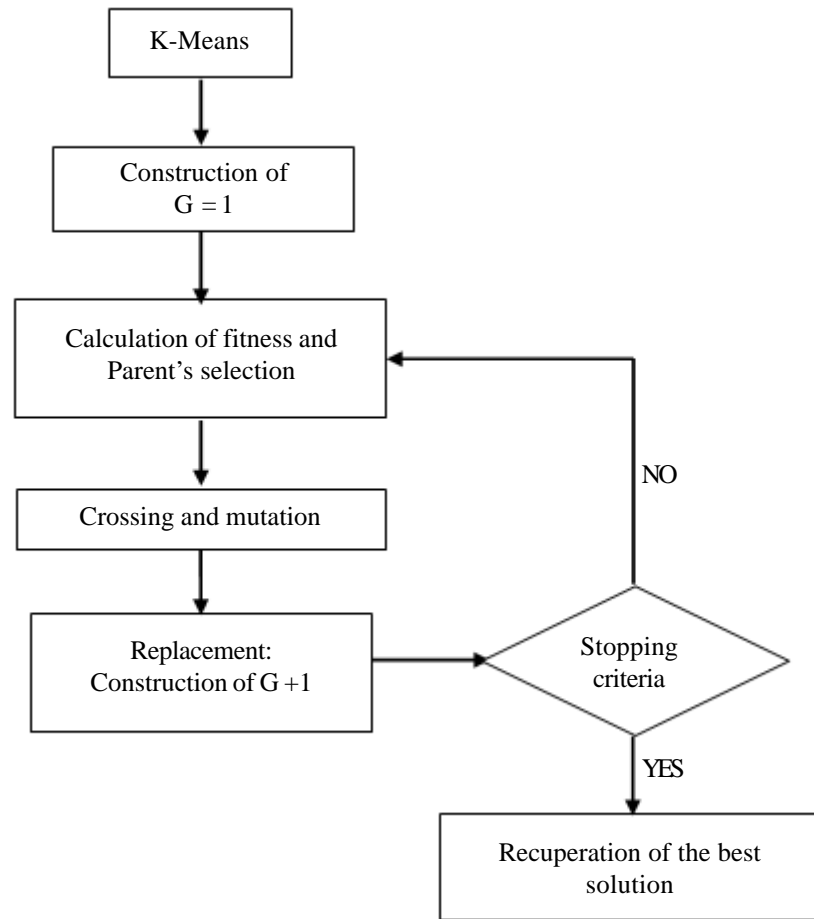 K-Means
Construction of
G = 1
Calculation of fitness and
Parent's selection
Crossing and mutation
Replacement:
Construction of G +1
Stopping
criteria
NO
YES
Recuperation of the best
solution